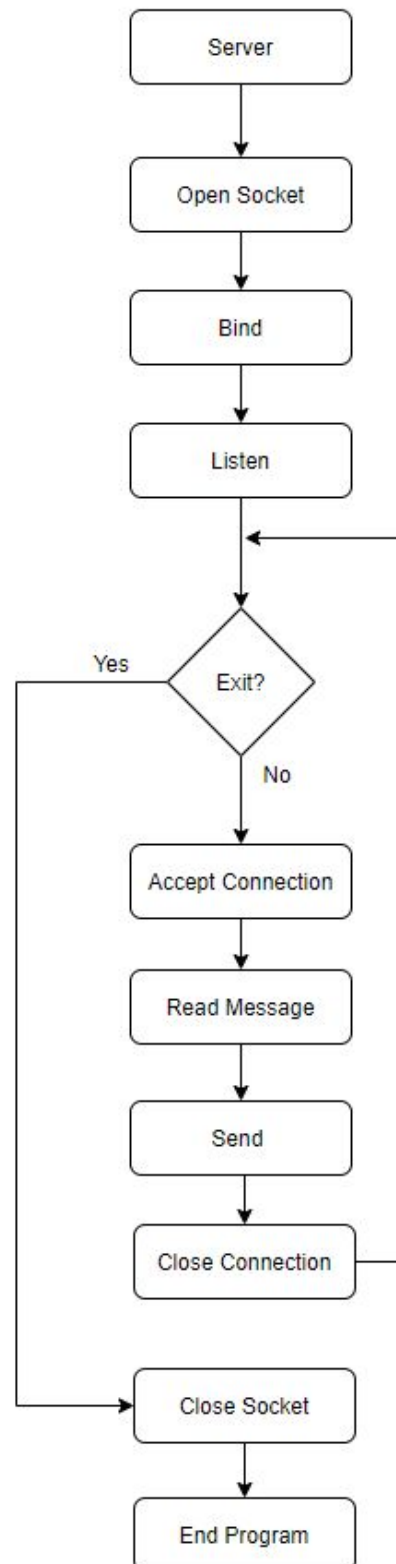 Server
Open Socket
Bind
Listen
Yes
Exit?
No
Accept Connection
Read Message
Send
Close Connection
Close Socket
End Program